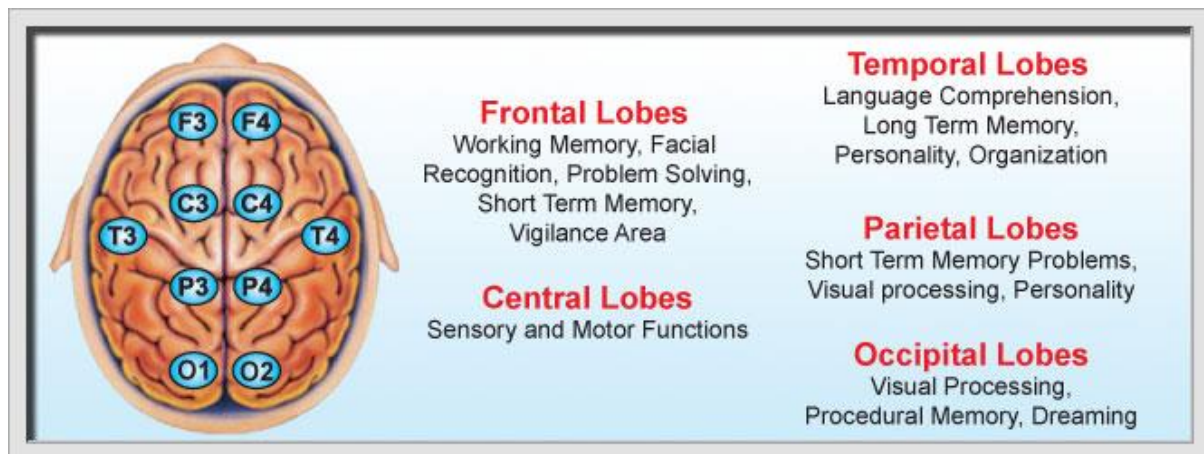 F3 F4
C3 C4
T3 T4
P3 P4
O1 O2
Frontal Lobes
Working Memory, Facial
Recognition, Problem Solving,
Short Term Memory,
Vigilance Area
Central Lobes
Sensory and Motor Functions
Temporal Lobes
Language Comprehension,
Long Term Memory,
Personality, Organization
Parietal Lobes
Short Term Memory Problems,
Visual processing, Personality
Occipital Lobes
Visual Processing,
Procedural Memory, Dreaming